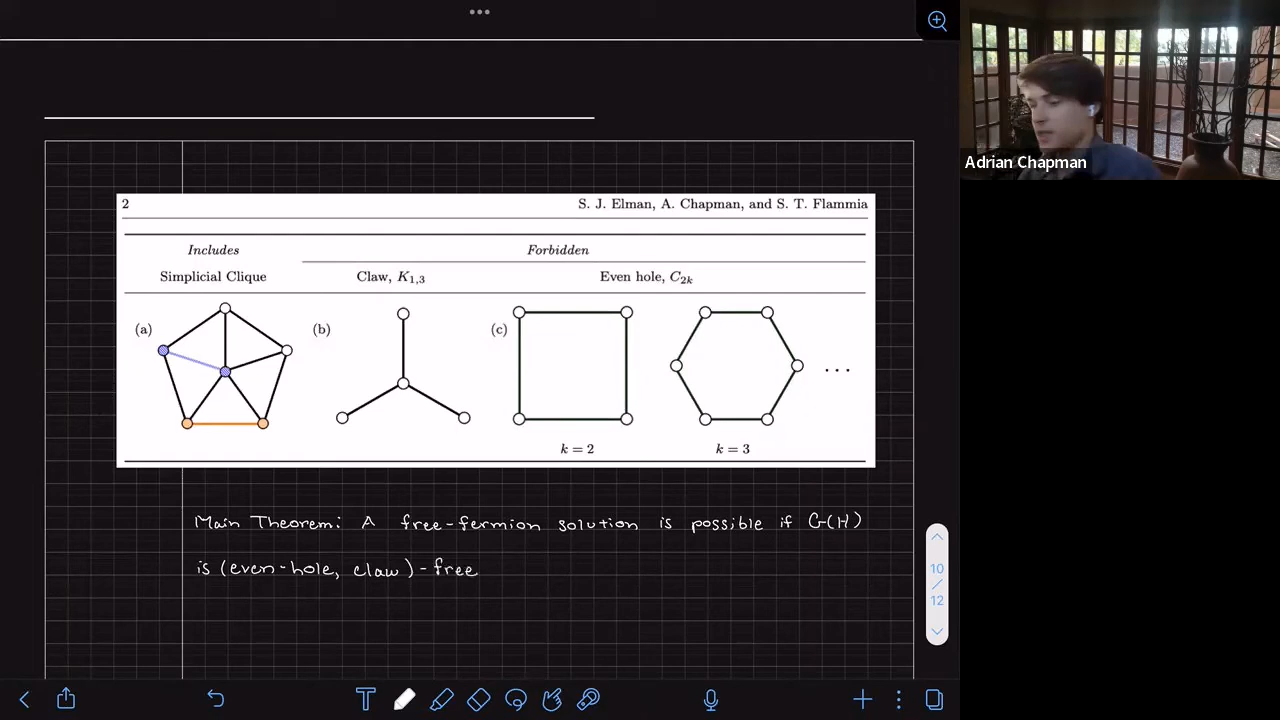 Adrian Chapman
2 S. J. Elman, A. Chapman, and S. T. Flammia
Includes Forbidden
Simplicial Clique Claw, K₁,₃ Even hole, C₂ₖ
(a) (b) (c) ...
k = 2 k = 3
Main Theorem: A free-fermion solution is possible if G(H)
is (even-hole, claw)-free
10
/
12
T